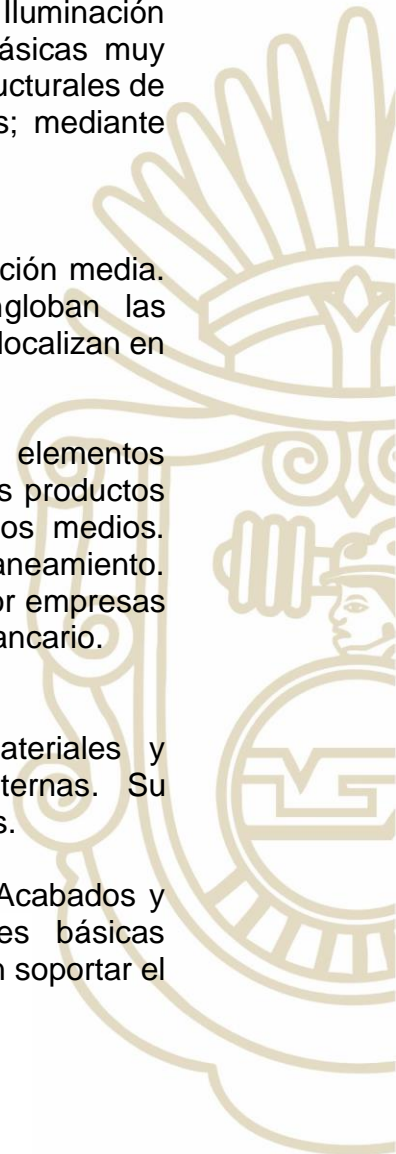 Iluminación
ásicas muy
ucturales de
s; mediante
ción media.
globan las
localizan en
elementos
s productos
os medios.
aneamiento.
or empresas
ancario.
ateriales y
ternas. Su
s.
Acabados y
es básicas
n soportar el